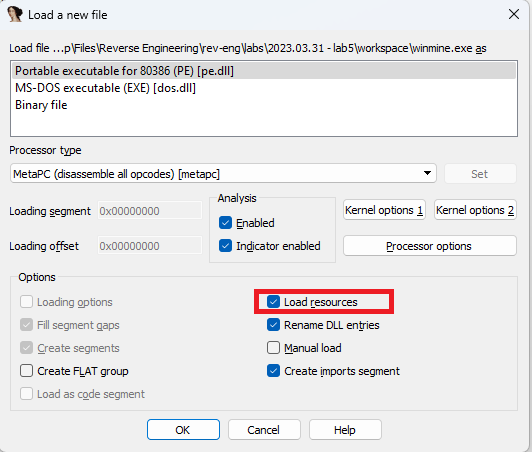 Load a new file
Load file ...p\Files\Reverse Engineering\rev-eng\labs\2023.03.31 - lab5\workspace\winmine.exe as
Portable executable for 80386 (PE) [pe.dll]
MS-DOS executable (EXE) [dos.dll]
Binary file
Processor type
MetaPC (disassemble all opcodes) [metapc]
Set
Analysis
Loading segment 0x00000000
Enabled
Kernel options 1
Kernel options 2
Loading offset 0x00000000
Indicator enabled
Processor options
Options
Loading options
Load resources
Fill segment gaps
Rename DLL entries
Create segments
Manual load
Create FLAT group
Create imports segment
Load as code segment
OK
Cancel
Help